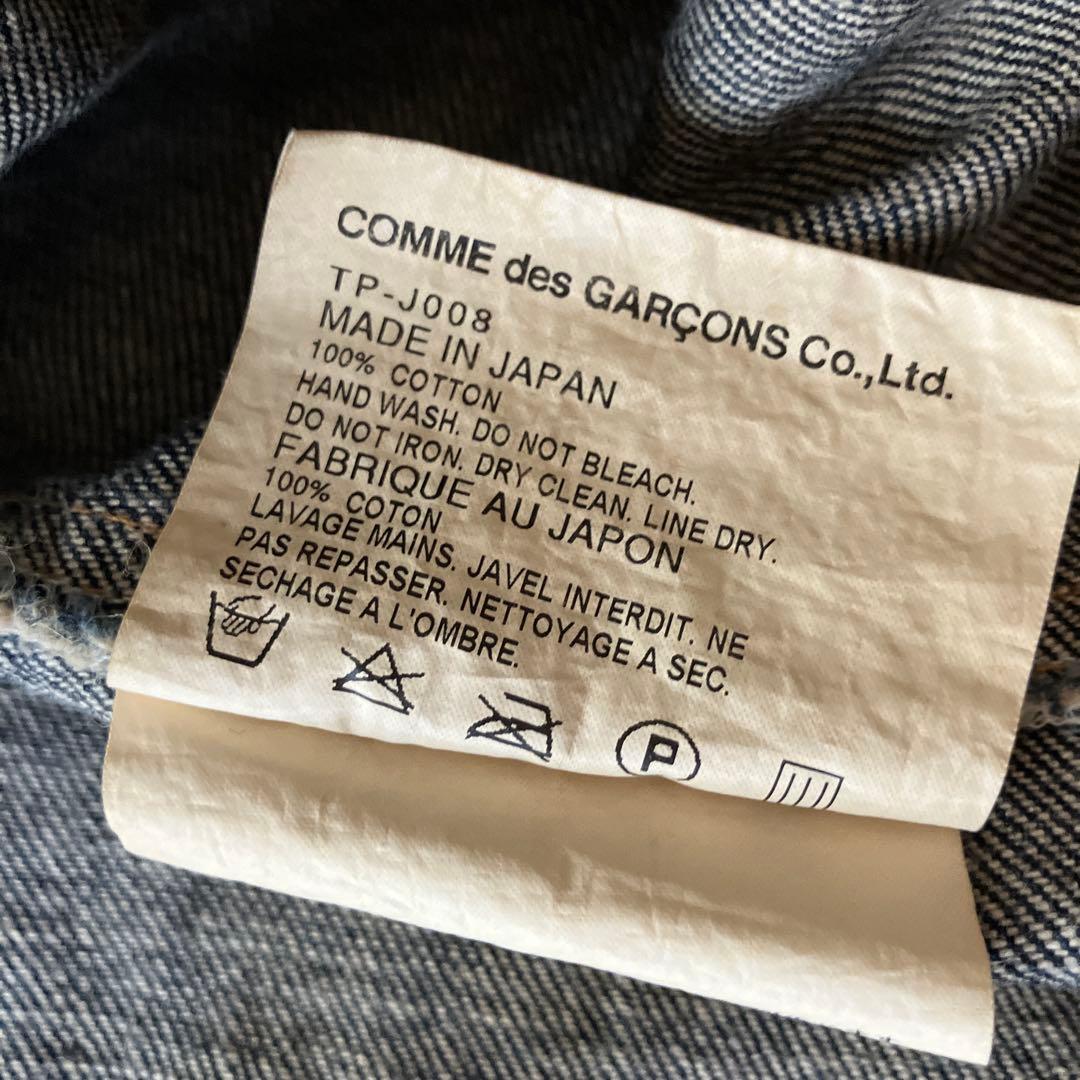 COMME des GARÇONS Co.,Ltd.
TP-J008
MADE IN JAPAN
100% COTTON
HAND WASH. DO NOT BLEACH.
DO NOT IRON. DRY CLEAN. LINE DRY.
FABRIQUE AU JAPON
100% COTON
LAVAGE MAINS. JAVEL INTERDIT. NE
PAS REPASSER. NETTOYAGE A SEC.
SECHAGE A L'OMBRE.
P